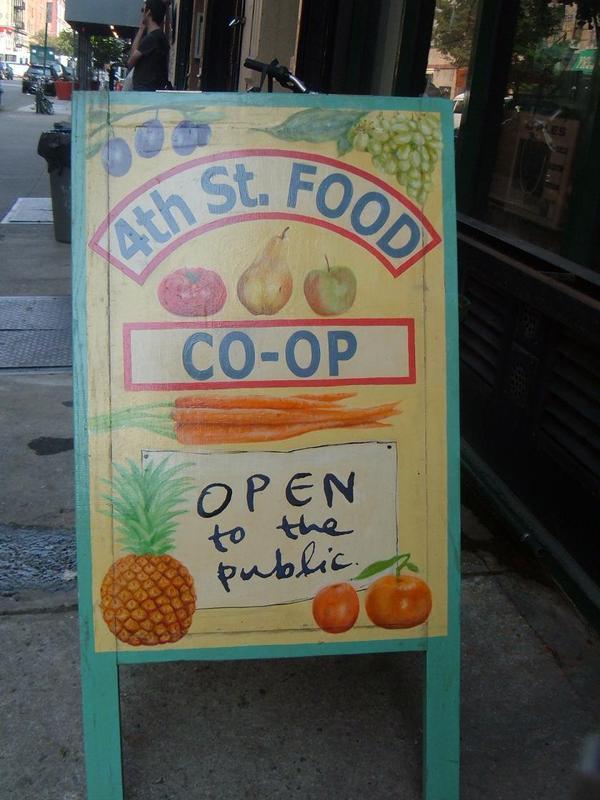 4th St. FOOD
CO-OP
OPEN
to the
public.